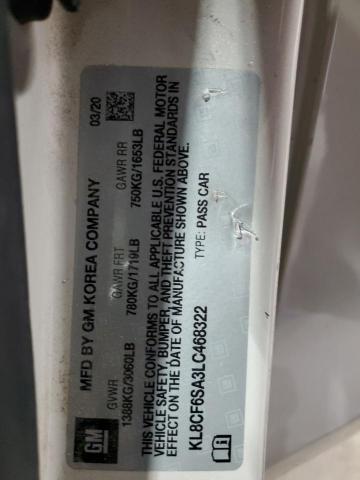 GM
MFD BY GM KOREA COMPANY
03/20
GVWR
GAWR FRT
GAWR RR
1388KG/3060LB
780KG/1719LB
750KG/1653LB
THIS VEHICLE CONFORMS TO ALL APPLICABLE U.S. FEDERAL MOTOR
VEHICLE SAFETY, BUMPER, AND THEFT PREVENTION STANDARDS IN
EFFECT ON THE DATE OF MANUFACTURE SHOWN ABOVE.
KL8CF6SA3LC468322
TYPE: PASS CAR